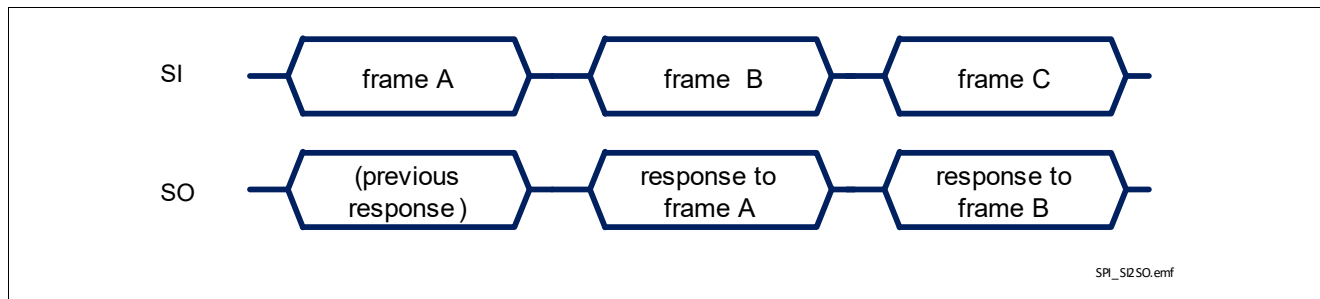 SI
frame A
frame B
frame C
SO
(previous
response)
response to
frame A
response to
frame B
SPI_SI2SO.emf